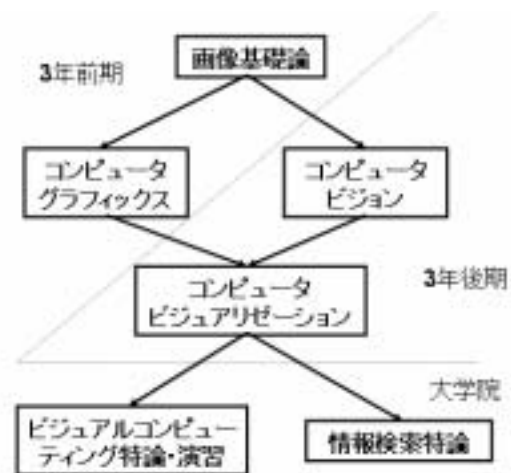 画像基礎論
3年前期
コンピュータ
グラフィックス
コンピュータ
ビジョン
コンピュータ
ビジュアリゼーション
3年後期
大学院
ビジュアルコンピュー
ティング特論・演習
情報検索特論